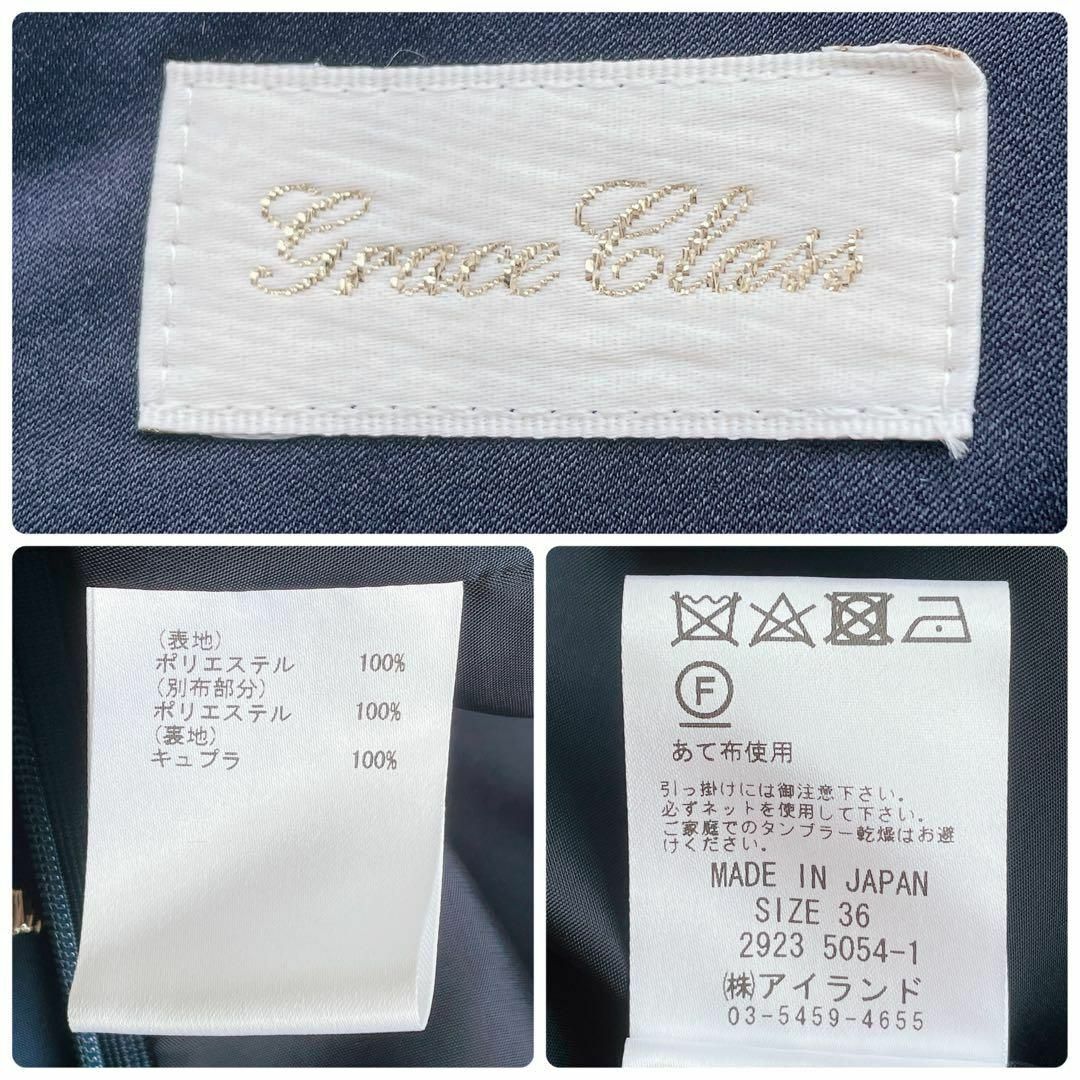 Grace Class
(表地)
ポリエステル 100%
(別布部分)
ポリエステル 100%
(裏地)
キュプラ 100%
F
あて布使用
引っ掛けには御注意下さい。
必ずネットを使用して下さい。
ご家庭でのタンブラー乾燥はお避
けください。
MADE IN JAPAN
SIZE 36
2923 5054-1
㈱アイランド
03-5459-4655